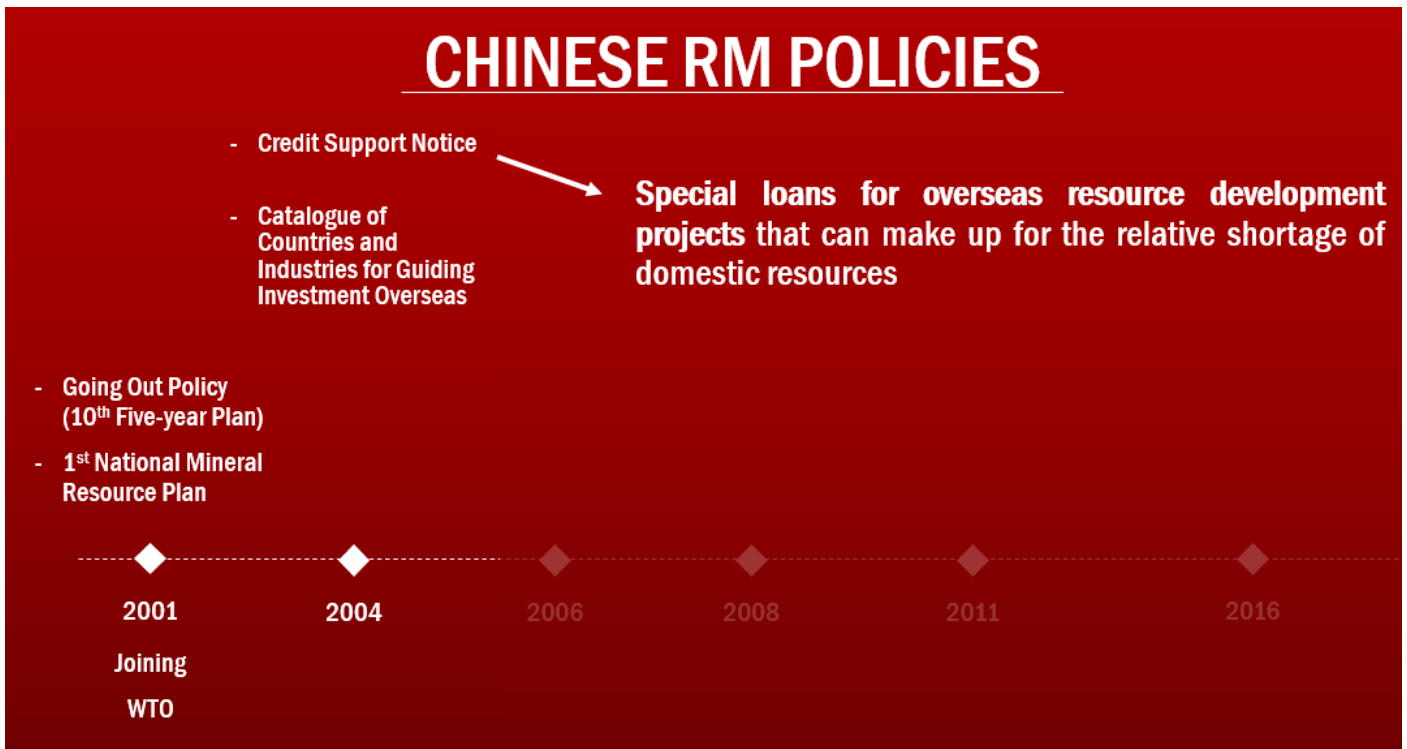 CHINESE RM POLICIES
- Credit Support Notice
Special loans for overseas resource development
projects that can make up for the relative shortage of
domestic resources
- Catalogue of
Countries and
Industries for Guiding
Investment Overseas
- Going Out Policy
(10th Five-year Plan)
- 1st National Mineral
Resource Plan
2001
2004
2006
2008
2011
2016
Joining
WTO